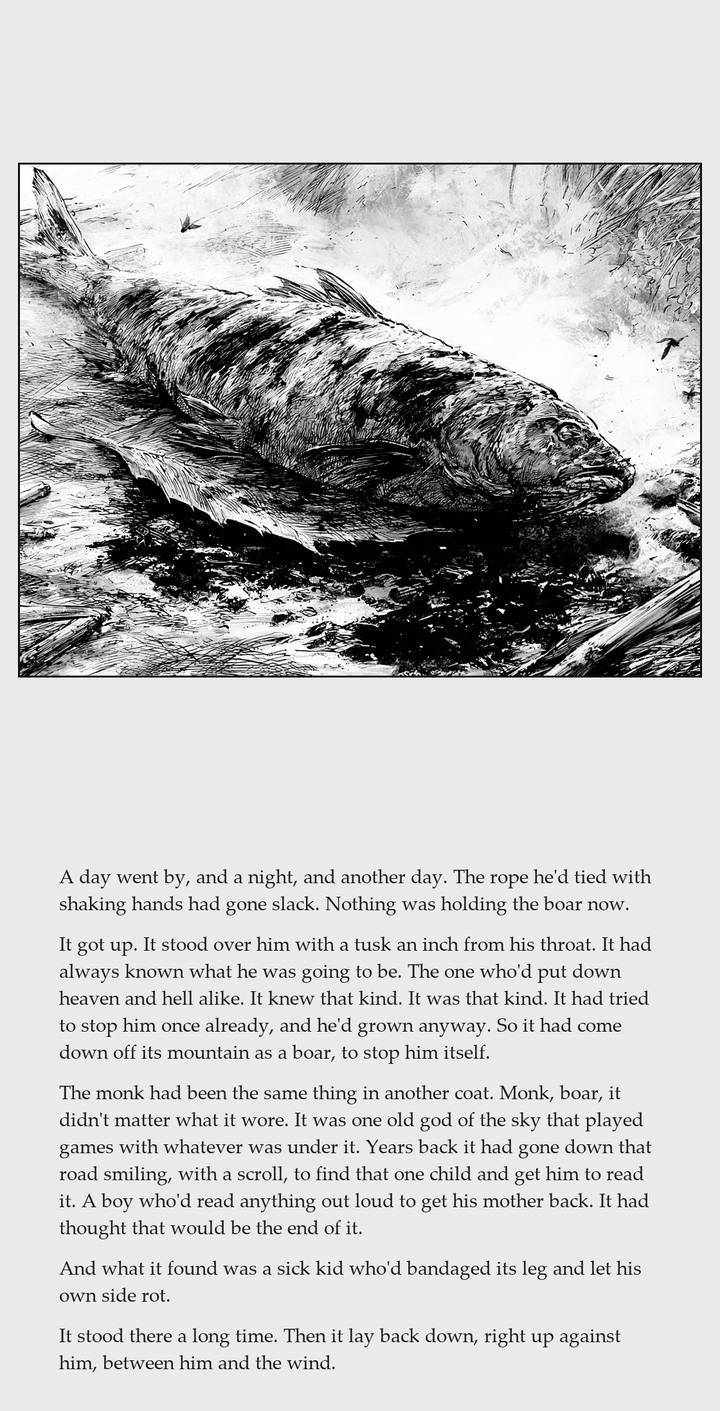 A day went by, and a night, and another day. The rope he'd tied with
shaking hands had gone slack. Nothing was holding the boar now.
It got up. It stood over him with a tusk an inch from his throat. It had
always known what he was going to be. The one who'd put down
heaven and hell alike. It knew that kind. It was that kind. It had tried
to stop him once already, and he'd grown anyway. So it had come
down off its mountain as a boar, to stop him itself.
The monk had been the same thing in another coat. Monk, boar, it
didn't matter what it wore. It was one old god of the sky that played
games with whatever was under it. Years back it had gone down that
road smiling, with a scroll, to find that one child and get him to read
it. A boy who'd read anything out loud to get his mother back. It had
thought that would be the end of it.
And what it found was a sick kid who'd bandaged its leg and let his
own side rot.
It stood there a long time. Then it lay back down, right up against
him, between him and the wind.